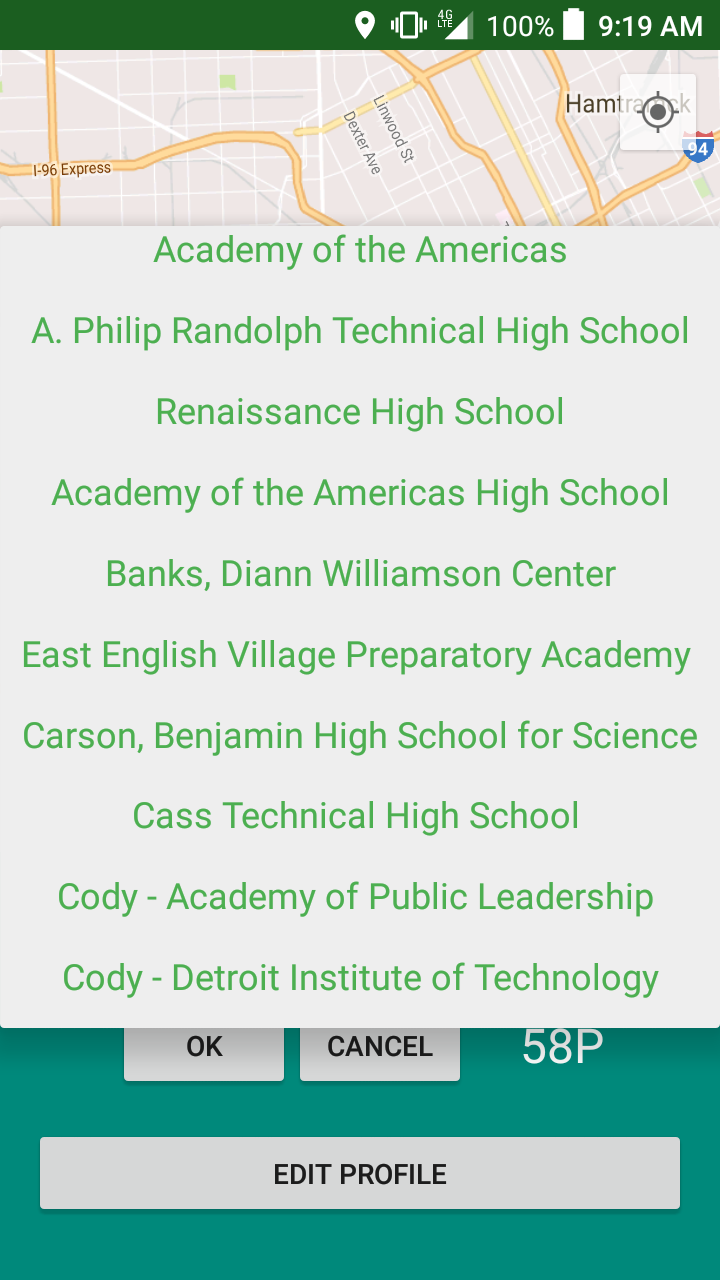 4G
LTE
100%
9:19 AM
Hamtramck
Linwood St
Dexter Ave
94
I-96 Express
Academy of the Americas
A. Philip Randolph Technical High School
Renaissance High School
Academy of the Americas High School
Banks, Diann Williamson Center
East English Village Preparatory Academy
Carson, Benjamin High School for Science
Cass Technical High School
Cody - Academy of Public Leadership
Cody - Detroit Institute of Technology
OK
CANCEL
58P
EDIT PROFILE